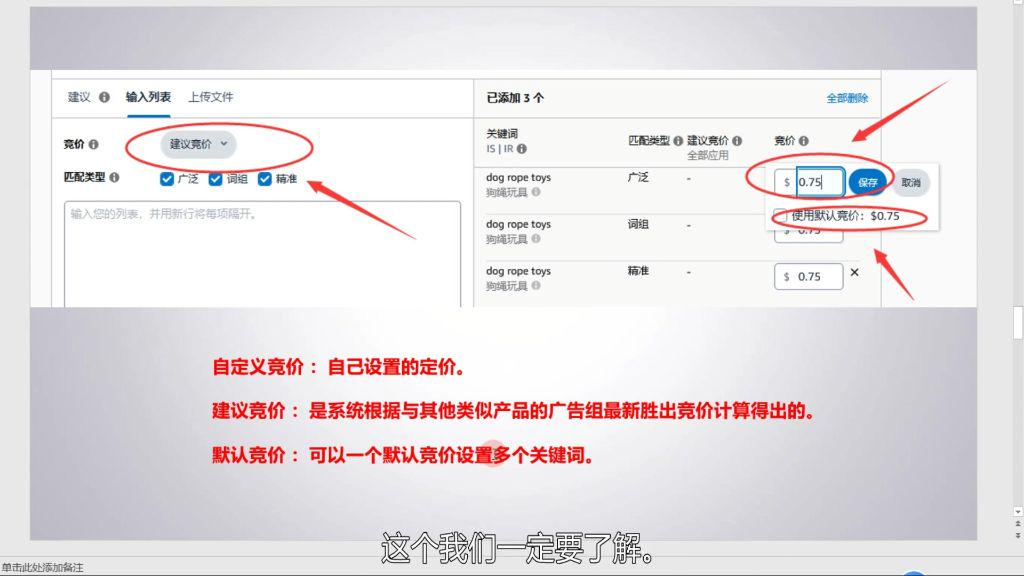 建议 输入列表 上传文件
竞价 建议竞价
匹配类型 广泛 词组 精准
输入您的列表，并用新行将每项隔开。
已添加 3 个 全部删除
关键词 匹配类型 建议竞价 竞价
IS | IR 全部应用
dog rope toys 广泛 - $ 0.75 保存 取消
狗绳玩具
使用默认竞价：$0.75
dog rope toys 词组 - $ 0.75
狗绳玩具
dog rope toys 精准 - $ 0.75 ×
狗绳玩具
自定义竞价： 自己设置的定价。
建议竞价： 是系统根据与其他类似产品的广告组最新胜出竞价计算得出的。
默认竞价： 可以一个默认竞价设置多个关键词。
这个我们一定要了解。
单击此处添加备注